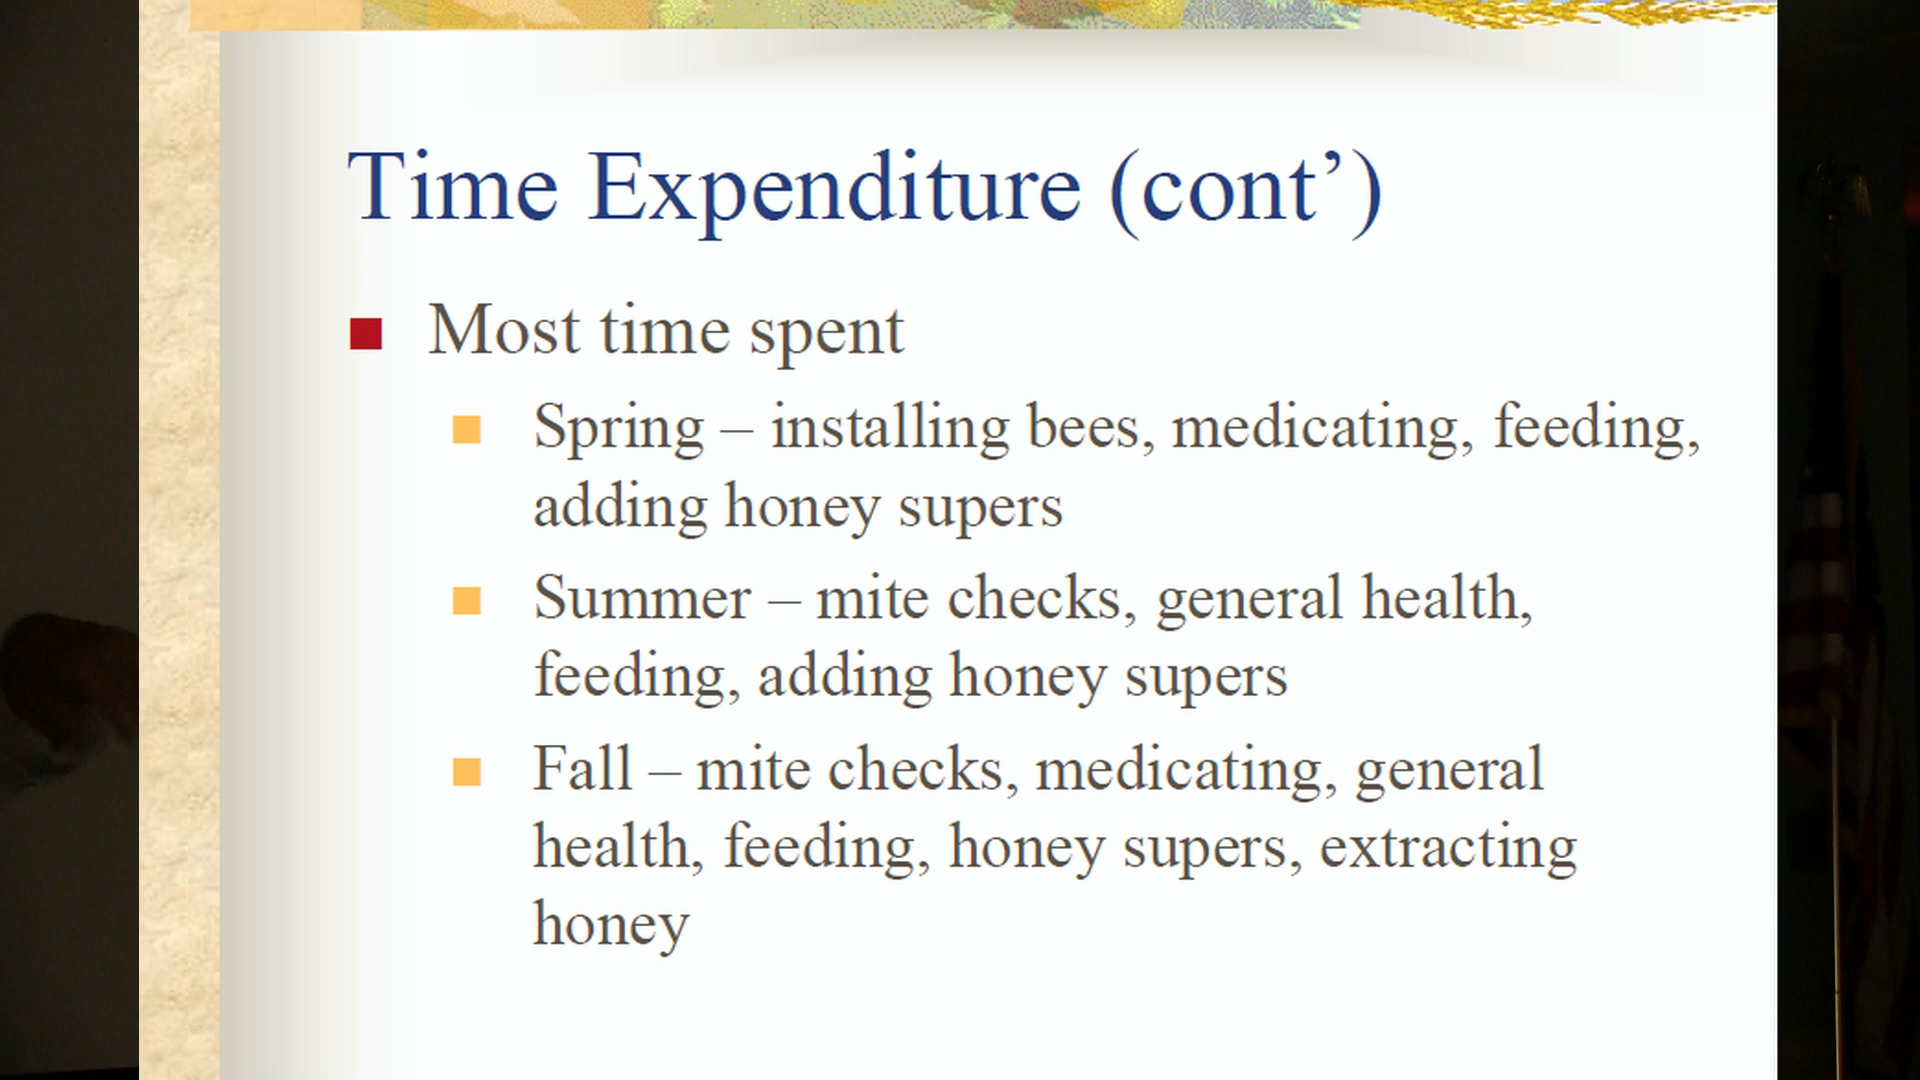 Time Expenditure (cont’)
Most time spent
Spring – installing bees, medicating, feeding,
adding honey supers
Summer – mite checks, general health,
feeding, adding honey supers
Fall – mite checks, medicating, general
health, feeding, honey supers, extracting
honey